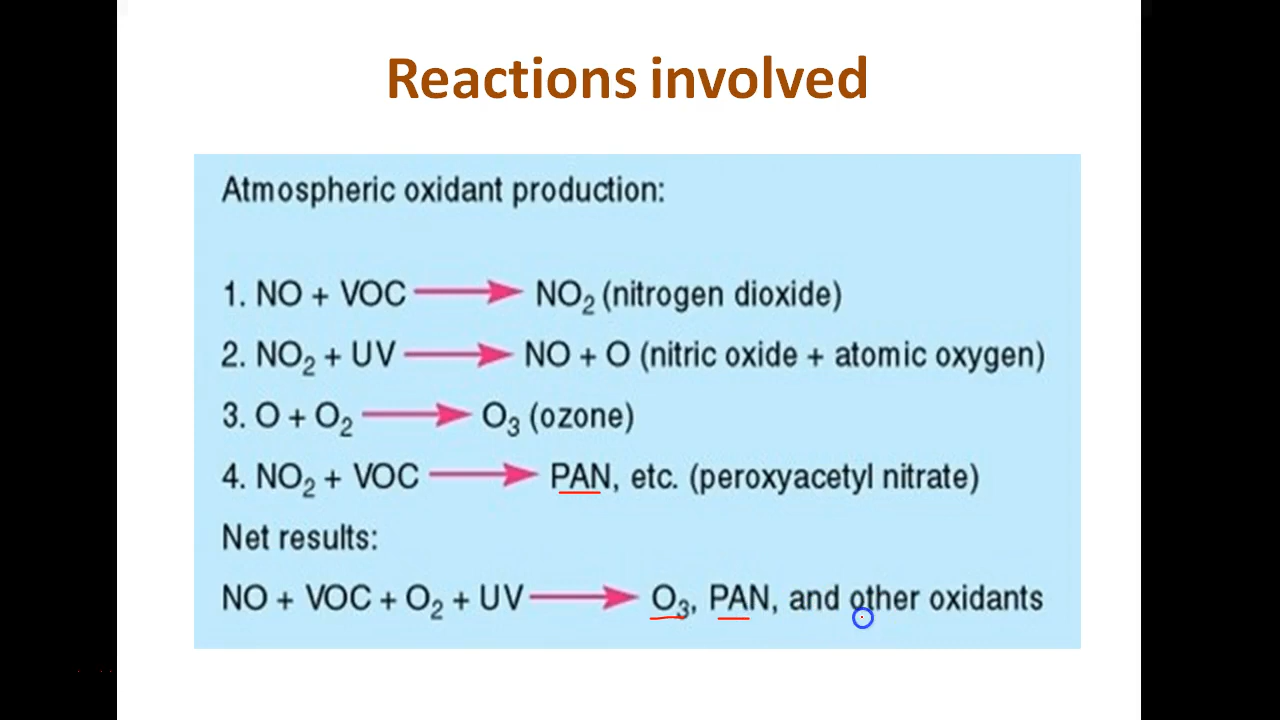 Reactions involved
Atmospheric oxidant production:
1. NO + VOC ⟶ NO₂ (nitrogen dioxide)
2. NO₂ + UV ⟶ NO + O (nitric oxide + atomic oxygen)
3. O + O₂ ⟶ O₃ (ozone)
4. NO₂ + VOC ⟶ PAN, etc. (peroxyacetyl nitrate)
Net results:
NO + VOC + O₂ + UV ⟶ O₃, PAN, and other oxidants